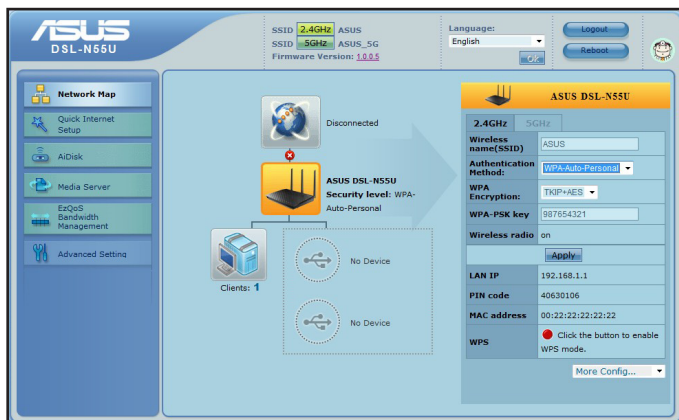 ASUS
DSL-N55U
SSID 2.4GHz ASUS
SSID 5GHz ASUS_5G
Firmware Version: 1.0.0.5
Language:
English
OK
Logout
Reboot
Network Map
Quick Internet
Setup
AiDisk
Media Server
EzQoS
Bandwidth
Management
Advanced Setting
Disconnected
ASUS DSL-N55U
Security level: WPA-
Auto-Personal
Clients: 1
No Device
No Device
ASUS DSL-N55U
2.4GHz 5GHz
Wireless
name(SSID) ASUS
Authentication
Method: WPA-Auto-Personal
WPA
Encryption: TKIP+AES
WPA-PSK key 987654321
Wireless radio on
Apply
LAN IP 192.168.1.1
PIN code 40630106
MAC address 00:22:22:22:22:22
WPS Click the button to enable
WPS mode.
More Config...